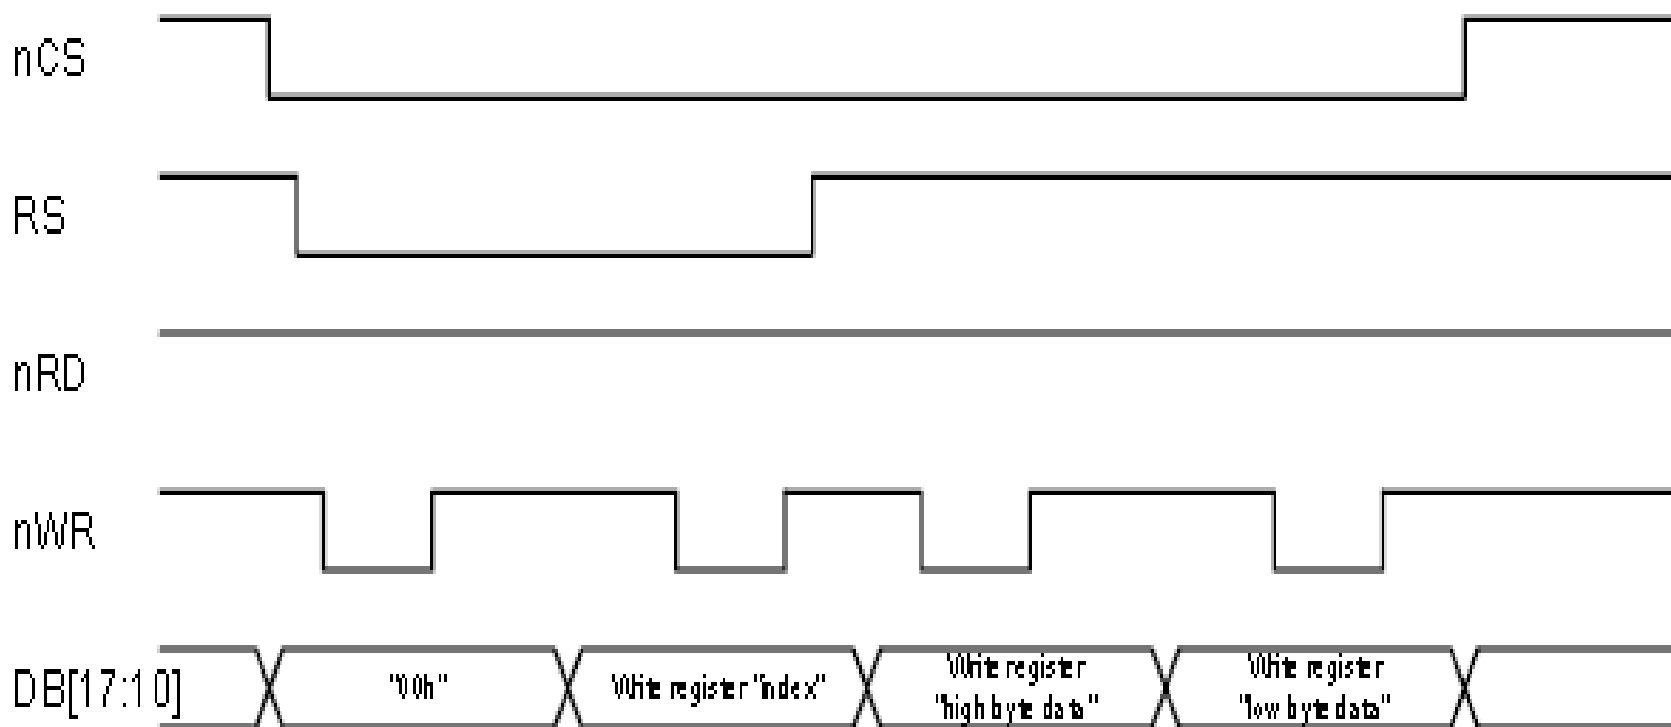 nCS
RS
nRD
nWR
DB[17:10]
"00h"
Write register "index"
Write register
"high byte data"
Write register
"low byte data"